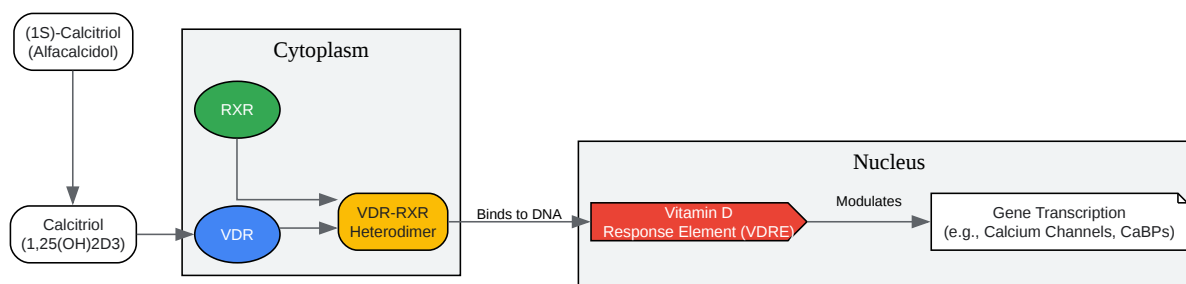 (1S)-Calcitriol
(Alfacalcidol)
Cytoplasm
RXR
Nucleus
Calcitriol
(1,25(OH)2D3)
VDR
VDR-RXR
Heterodimer
Binds to DNA
Vitamin D
Response Element (VDRE)
Modulates
Gene Transcription
(e.g., Calcium Channels, CaBPs)